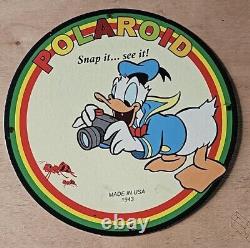 POLAROID
Snap it... see it!
MADE IN USA
1943